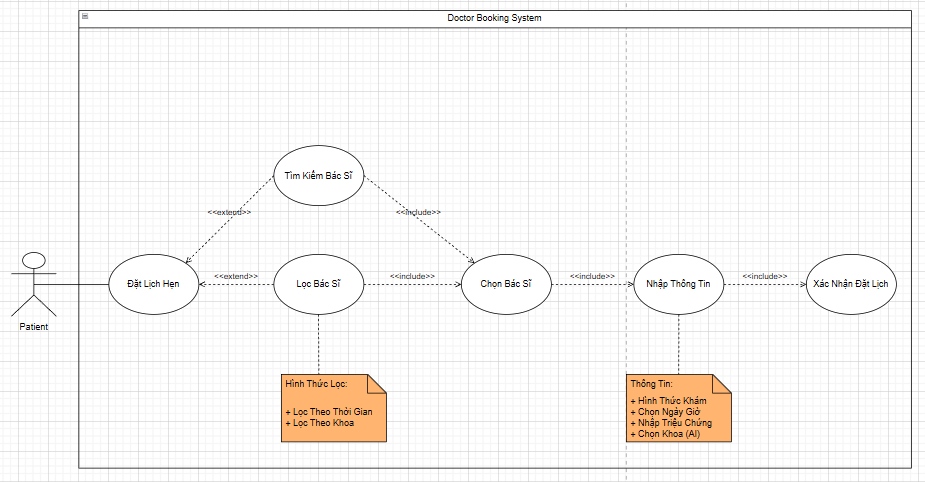 Doctor Booking System
Tìm Kiếm Bác Sĩ
<<extend>>
<<include>>
Đặt Lịch Hẹn
<<extend>>
Lọc Bác Sĩ
<<include>>
Chọn Bác Sĩ
<<include>>
Nhập Thông Tin
<<include>>
Xác Nhận Đặt Lịch
Patient
Hình Thức Lọc:
+ Lọc Theo Thời Gian
+ Lọc Theo Khoa
Thông Tin:
+ Hình Thức Khám
+ Chọn Ngày Giờ
+ Nhập Triệu Chứng
+ Chọn Khoa (AI)